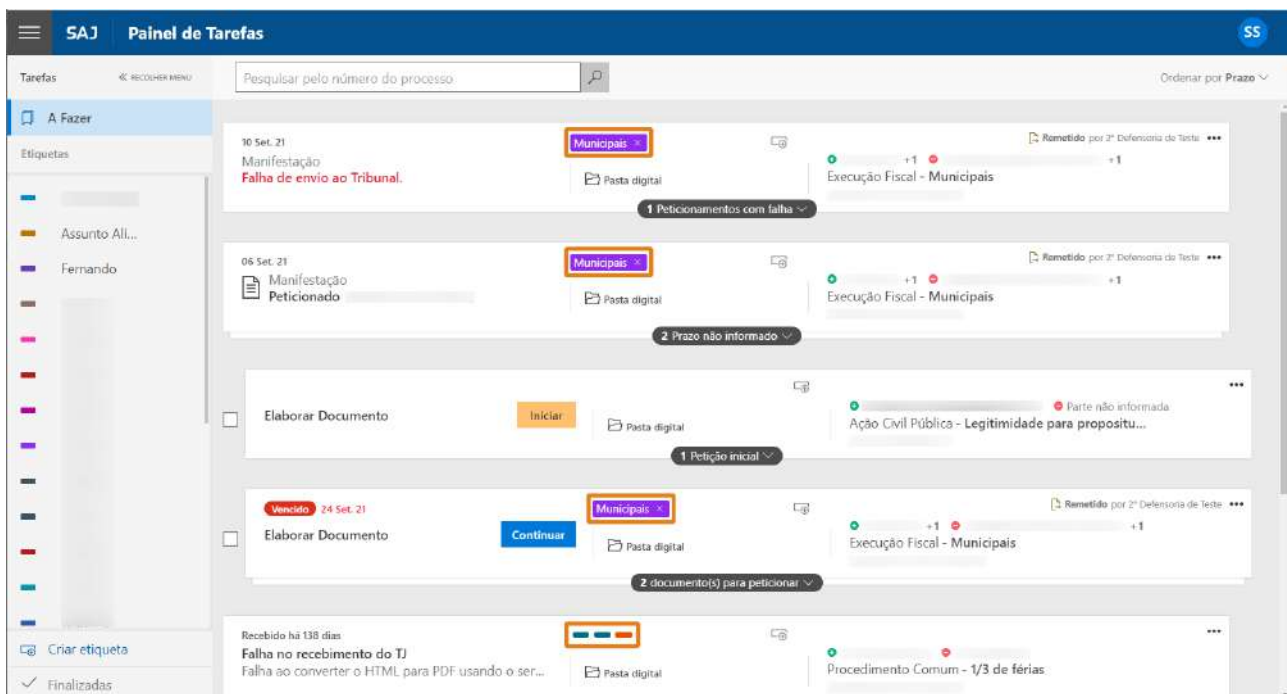 SAJ Painel de Tarefas SS
Tarefas RECOLHER MENU Pesquisar pelo número do processo Ordenar por Prazo
A Fazer
Etiquetas
Assunto Ali...
Fernando
Criar etiqueta
Finalizadas
10 Set. 21 Municipais × Remetido por 2ª Defensoria de Teste •••
Manifestação +1 +1
Falha de envio ao Tribunal. Pasta digital Execução Fiscal - Municipais
1 Peticionamentos com falha
06 Set. 21 Municipais × Remetido por 2ª Defensoria de Teste •••
Manifestação +1 +1
Peticionado Pasta digital Execução Fiscal - Municipais
2 Prazo não informado
•••
Parte não informada
Elaborar Documento Iniciar Pasta digital Ação Civil Pública - Legitimidade para propositu...
1 Petição inicial
Vencido 24 Set. 21 Municipais × Remetido por 2ª Defensoria de Teste •••
+1 +1
Elaborar Documento Continuar Pasta digital Execução Fiscal - Municipais
2 documento(s) para peticionar
Recebido há 138 dias •••
Falha no recebimento do TJ
Falha ao converter o HTML para PDF usando o ser... Pasta digital Procedimento Comum - 1/3 de férias